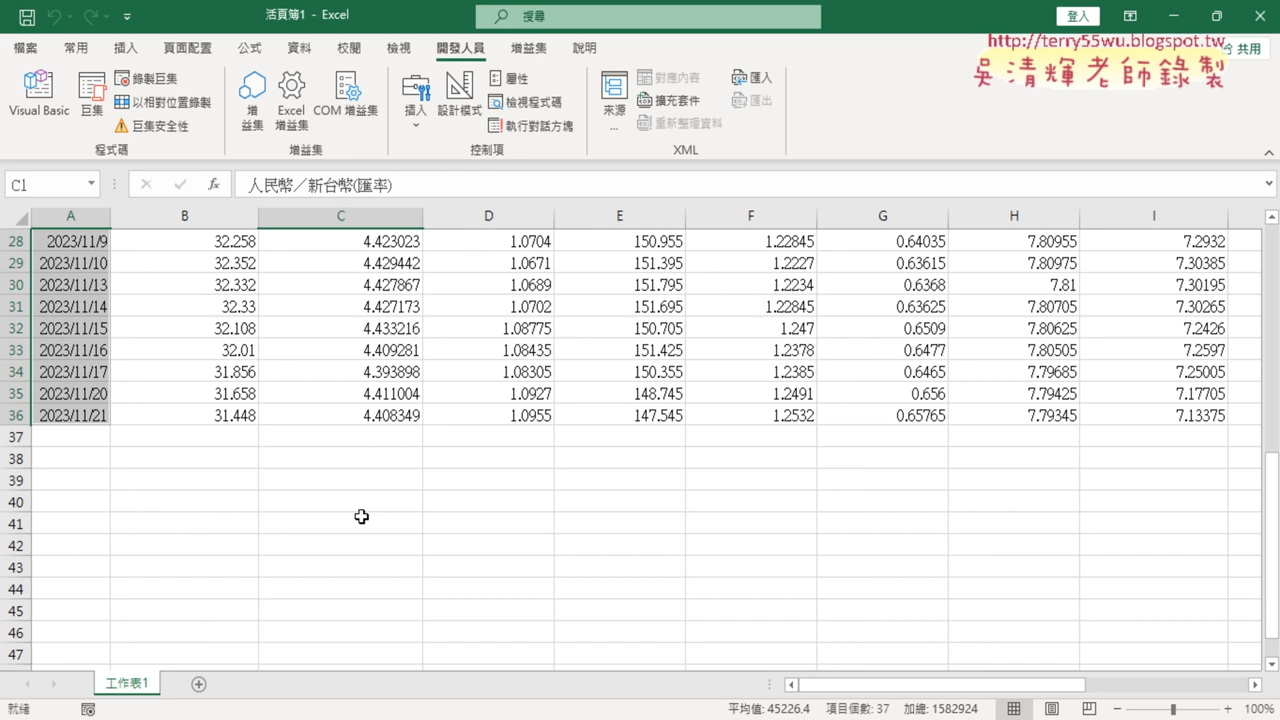 活頁簿1 - Excel
搜尋
登入
檔案 常用 插入 頁面配置 公式 資料 校閱 檢視 開發人員 增益集 說明
共用
http://terry55wu.blogspot.tw
吳清輝老師錄製
Visual Basic
巨集
錄製巨集
以相對位置錄製
巨集安全性
程式碼
增益集
Excel 增益集
COM 增益集
增益集
插入
設計模式
屬性
檢視程式碼
執行對話方塊
控制項
來源
...
對應內容
擴充套件
重新整理資料
匯入
匯出
XML
C1
fx
人民幣／新台幣(匯率)
A B C D E F G H I
28 2023/11/9 32.258 4.423023 1.0704 150.955 1.22845 0.64035 7.80955 7.2932
29 2023/11/10 32.352 4.429442 1.0671 151.395 1.2227 0.63615 7.80975 7.30385
30 2023/11/13 32.332 4.427867 1.0689 151.795 1.2234 0.6368 7.81 7.30195
31 2023/11/14 32.33 4.427173 1.0702 151.695 1.22845 0.63625 7.80705 7.30265
32 2023/11/15 32.108 4.433216 1.08775 150.705 1.247 0.6509 7.80625 7.2426
33 2023/11/16 32.01 4.409281 1.08435 151.425 1.2378 0.6477 7.80505 7.2597
34 2023/11/17 31.856 4.393898 1.08305 150.355 1.2385 0.6465 7.79685 7.25005
35 2023/11/20 31.658 4.411004 1.0927 148.745 1.2491 0.656 7.79425 7.17705
36 2023/11/21 31.448 4.408349 1.0955 147.545 1.2532 0.65765 7.79345 7.13375
37
38
39
40
41
42
43
44
45
46
47
工作表1
就緒
平均值: 45226.4 項目個數: 37 加總: 1582924
100%